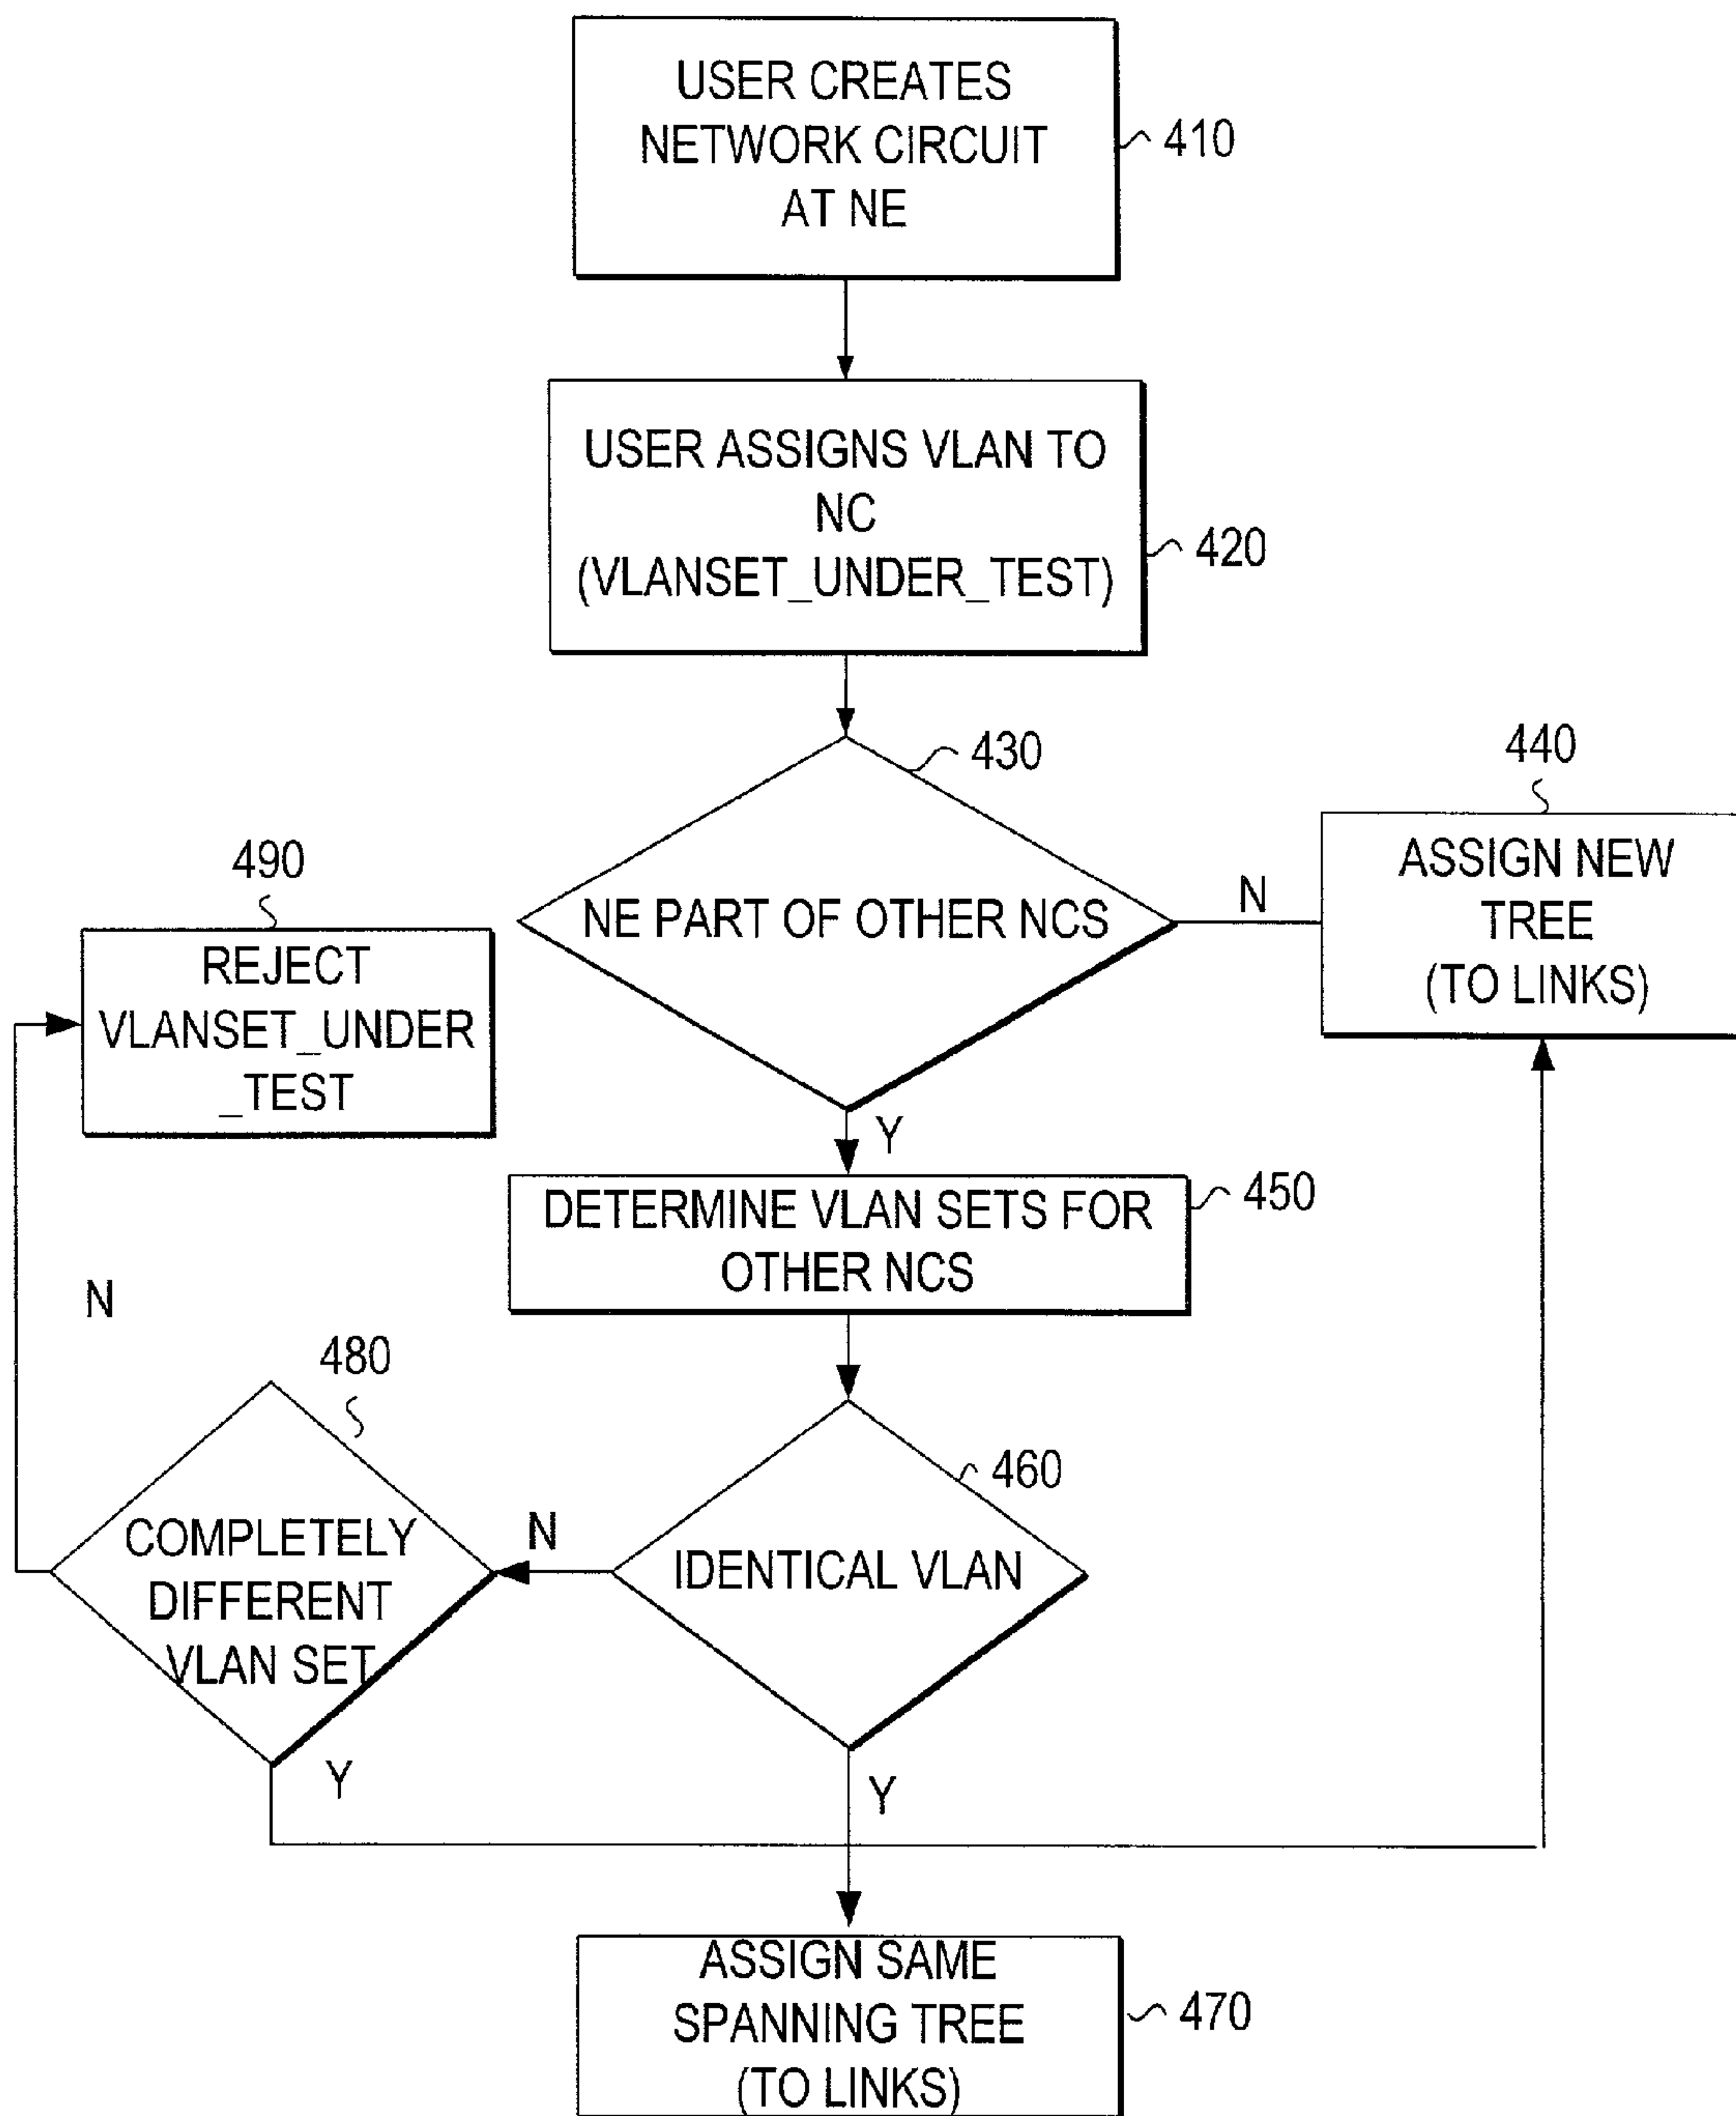 USER CREATES
NETWORK CIRCUIT
AT NE
410
USER ASSIGNS VLAN TO
NC
(VLANSET_UNDER_TEST)
420
430
NE PART OF OTHER NCS
N
440
ASSIGN NEW
TREE
(TO LINKS)
490
REJECT
VLANSET_UNDER
_TEST
Y
DETERMINE VLAN SETS FOR
OTHER NCS
450
N
480
COMPLETELY
DIFFERENT
VLAN SET
N
460
IDENTICAL VLAN
Y
Y
ASSIGN SAME
SPANNING TREE
(TO LINKS)
470